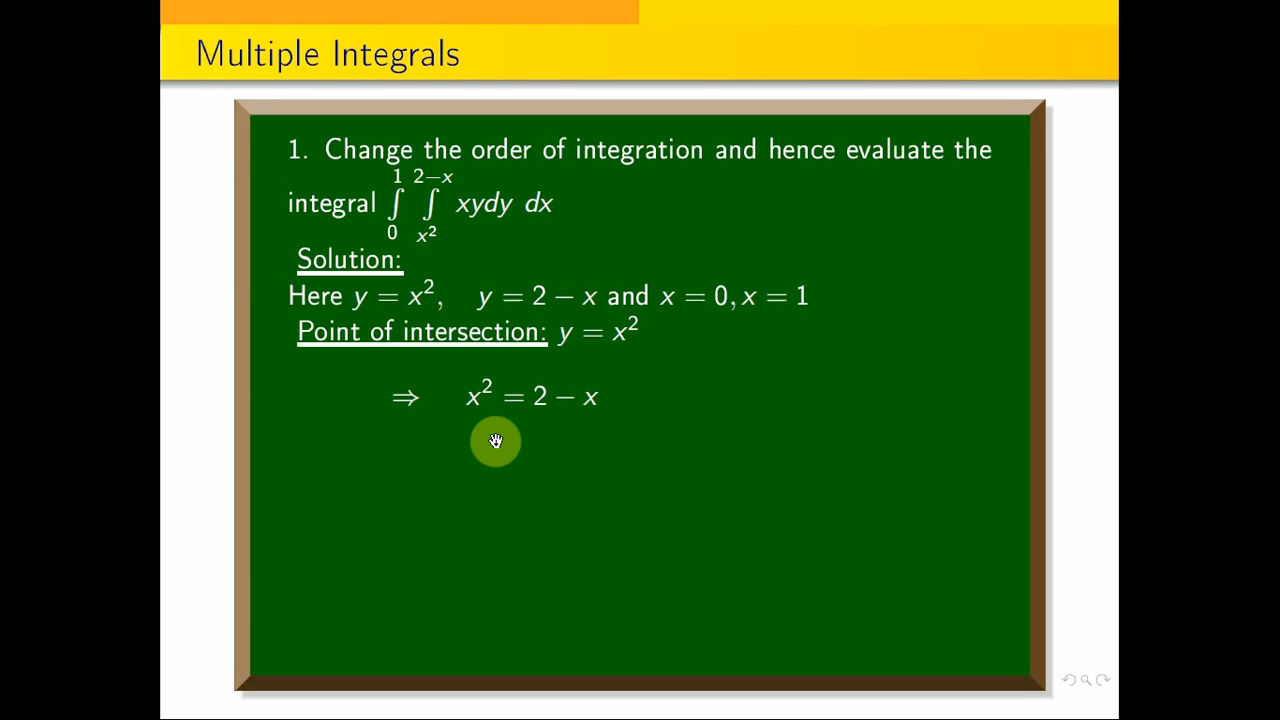 Multiple Integrals
1. Change the order of integration and hence evaluate the
integral ∫₀¹ ∫_{x²}^{2−x} xydy dx
Solution:
Here y = x², y = 2 − x and x = 0, x = 1
Point of intersection: y = x²
⇒ x² = 2 − x